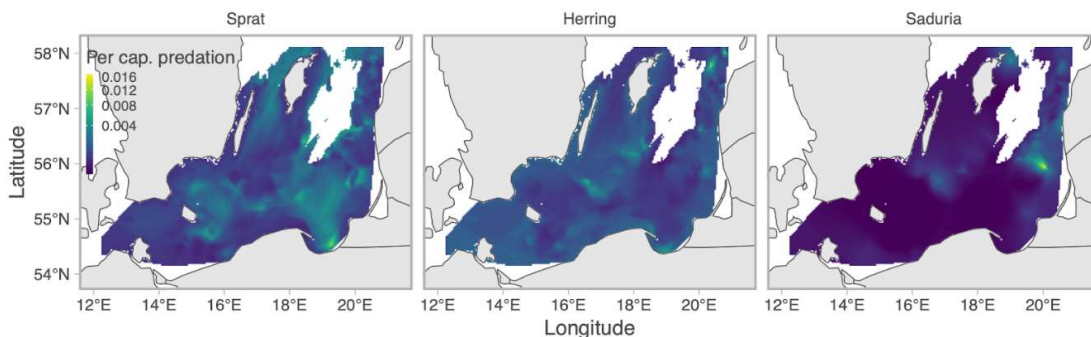 Sprat
Herring
Saduria
58°N
57°N
56°N
55°N
54°N
Latitude
Per cap. predation
0.016
0.012
0.008
0.004
12°E 14°E 16°E 18°E 20°E
12°E 14°E 16°E 18°E 20°E
12°E 14°E 16°E 18°E 20°E
Longitude